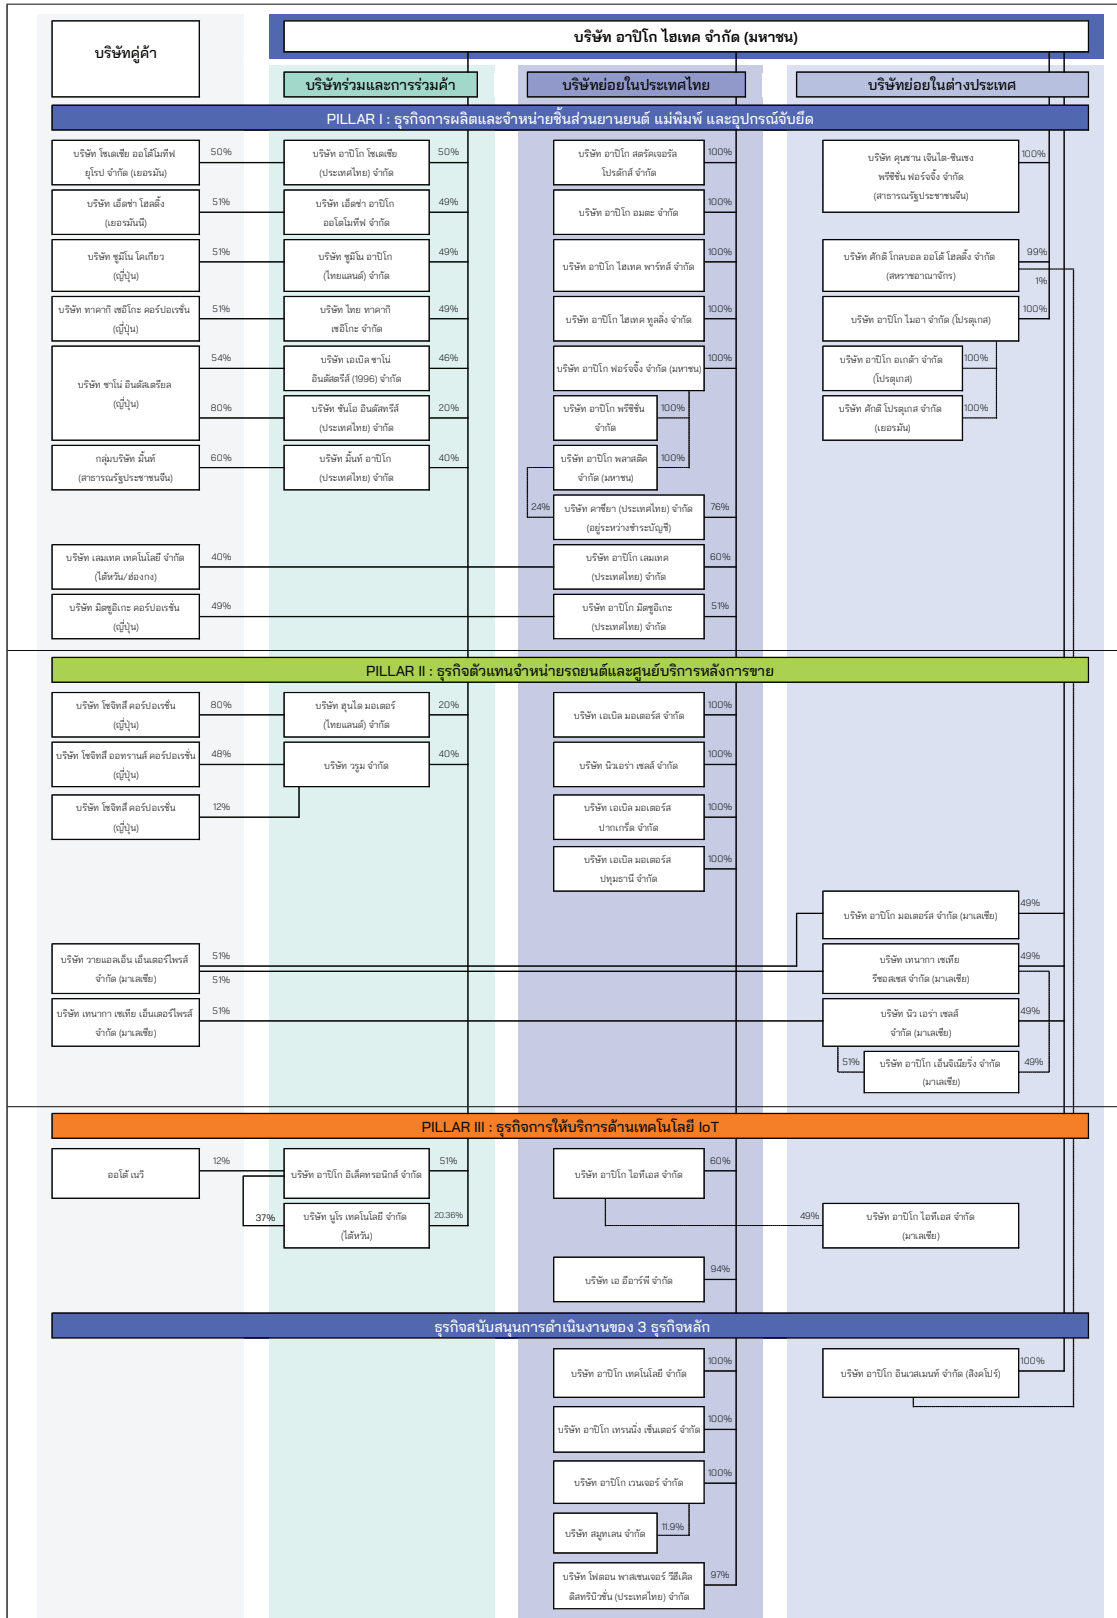 บริษัทคู่ค้า
บริษัท อาปิโก ไฮเทค จำกัด (มหาชน)
บริษัทร่วมและการร่วมค้า
บริษัทย่อยในประเทศไทย
บริษัทย่อยในต่างประเทศ
PILLAR I : ธุรกิจการผลิตและจำหน่ายชิ้นส่วนยานยนต์ แม่พิมพ์ และอุปกรณ์จับยึด
บริษัท โซเดเซีย ออโต้โมทีฟ
ยุโรป จำกัด (เยอรมัน)
50%
บริษัท อาปิโก โซเดเซีย
(ประเทศไทย) จำกัด
50%
บริษัท อาปิโก สตรัคเจอรัล
โปรดักส์ จำกัด
100%
บริษัท คุนชาน เจินได-ชินเชง
พรีซิชั่น ฟอร์จจิ้ง จำกัด
(สาธารณรัฐประชาชนจีน)
100%
บริษัท เอ็ดช่า โฮลดิ้ง
(เยอรมันนี)
51%
บริษัท เอ็ดช่า อาปิโก
ออโตโมทีฟ จำกัด
49%
บริษัท อาปิโก อมตะ จำกัด
100%
บริษัท ซูมิโน โคเกียว
(ญี่ปุ่น)
51%
บริษัท ซูมิโน อาปิโก
(ไทยแลนด์) จำกัด
49%
บริษัท อาปิโก ไฮเทค พาร์ทส์ จำกัด
100%
บริษัท ศักดิ โกลบอล ออโต้ โฮลดิ้ง จำกัด
(สหราชอาณาจักร)
99%
1%
บริษัท ทาคากิ เซอิโกะ คอร์ปอเรชั่น
(ญี่ปุ่น)
51%
บริษัท ไทย ทาคากิ
เซอิโกะ จำกัด
49%
บริษัท อาปิโก ไฮเทค ทูลลิ่ง จำกัด
100%
บริษัท อาปิโก ไมอา จำกัด (โปรตุเกส)
100%
บริษัท ซาโน่ อินดัสเตรียล
(ญี่ปุ่น)
54%
บริษัท เอเบิล ซาโน่
อินดัสตรีส์ (1996) จำกัด
46%
บริษัท อาปิโก ฟอร์จจิ้ง จำกัด (มหาชน)
100%
บริษัท อาปิโก อเกด้า จำกัด
(โปรตุเกส)
100%
80%
บริษัท ซันโอ อินดัสทรีส์
(ประเทศไทย) จำกัด
20%
บริษัท อาปิโก พรีซิชั่น
จำกัด
100%
บริษัท ศักดิ โปรตุเกส จำกัด
(เยอรมัน)
100%
กลุ่มบริษัท มิ้นท์
(สาธารณรัฐประชาชนจีน)
60%
บริษัท มิ้นท์ อาปิโก
(ประเทศไทย) จำกัด
40%
บริษัท อาปิโก พลาสติค
จำกัด (มหาชน)
100%
24%
บริษัท คาซึยา (ประเทศไทย) จำกัด
(อยู่ระหว่างชำระบัญชี)
76%
บริษัท เลมเทค เทคโนโลยี จำกัด
(ไต้หวัน/ฮ่องกง)
40%
บริษัท อาปิโก เลมเทค
(ประเทศไทย) จำกัด
60%
บริษัท มิตซูอิเกะ คอร์ปอเรชั่น
(ญี่ปุ่น)
49%
บริษัท อาปิโก มิตซูอิเกะ
(ประเทศไทย) จำกัด
51%
PILLAR II : ธุรกิจตัวแทนจำหน่ายรถยนต์และศูนย์บริการหลังการขาย
บริษัท โซจิทสึ คอร์ปอเรชั่น
(ญี่ปุ่น)
80%
บริษัท ฮุนได มอเตอร์
(ไทยแลนด์) จำกัด
20%
บริษัท เอเบิล มอเตอร์ส จำกัด
100%
บริษัท โซจิทสึ ออทรานส์ คอร์ปอเรชั่น
(ญี่ปุ่น)
48%
บริษัท วรูม จำกัด
40%
บริษัท นิวเอร่า เซลส์ จำกัด
100%
บริษัท โซจิทสึ คอร์ปอเรชั่น
(ญี่ปุ่น)
12%
บริษัท เอเบิล มอเตอร์ส
ปากเกร็ด จำกัด
100%
บริษัท เอเบิล มอเตอร์ส
ปทุมธานี จำกัด
100%
บริษัท อาปิโก มอเตอร์ส จำกัด (มาเลเซีย)
49%
บริษัท วายแอลเอ็น เอ็นเตอร์ไพรส์
จำกัด (มาเลเซีย)
51%
51%
บริษัท เทนากา เซเทีย
รีซอสเซส จำกัด (มาเลเซีย)
49%
บริษัท เทนากา เซเทีย เอ็นเตอร์ไพรส์
จำกัด (มาเลเซีย)
51%
บริษัท นิว เอร่า เซลส์
จำกัด (มาเลเซีย)
49%
51%
บริษัท อาปิโก เอ็นจิเนียริ่ง จำกัด
(มาเลเซีย)
49%
PILLAR III : ธุรกิจการให้บริการด้านเทคโนโลยี IoT
ออโต้ เนวิ
12%
บริษัท อาปิโก อิเล็คทรอนิกส์ จำกัด
51%
บริษัท อาปิโก ไอทีเอส จำกัด
60%
37%
บริษัท นูโร เทคโนโลยี จำกัด
(ไต้หวัน)
20.36%
49%
บริษัท อาปิโก ไอทีเอส จำกัด
(มาเลเซีย)
บริษัท เอ อีอาร์พี จำกัด
94%
ธุรกิจสนับสนุนการดำเนินงานของ 3 ธุรกิจหลัก
บริษัท อาปิโก เทคโนโลยี จำกัด
100%
บริษัท อาปิโก อินเวสเมนท์ จำกัด (สิงคโปร์)
100%
บริษัท อาปิโก เทรนนิ่ง เซ็นเตอร์ จำกัด
100%
บริษัท อาปิโก เวนเจอร์ จำกัด
100%
บริษัท สมูทเลน จำกัด
11.9%
บริษัท โฟตอน พาสเซนเจอร์ วีฮีเคิล
ดิสทริบิวชั่น (ประเทศไทย) จำกัด
97%